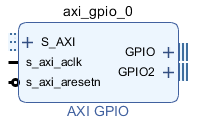 axi_gpio_0
S_AXI
GPIO
s_axi_aclk
GPIO2
s_axi_aresetn
AXI GPIO